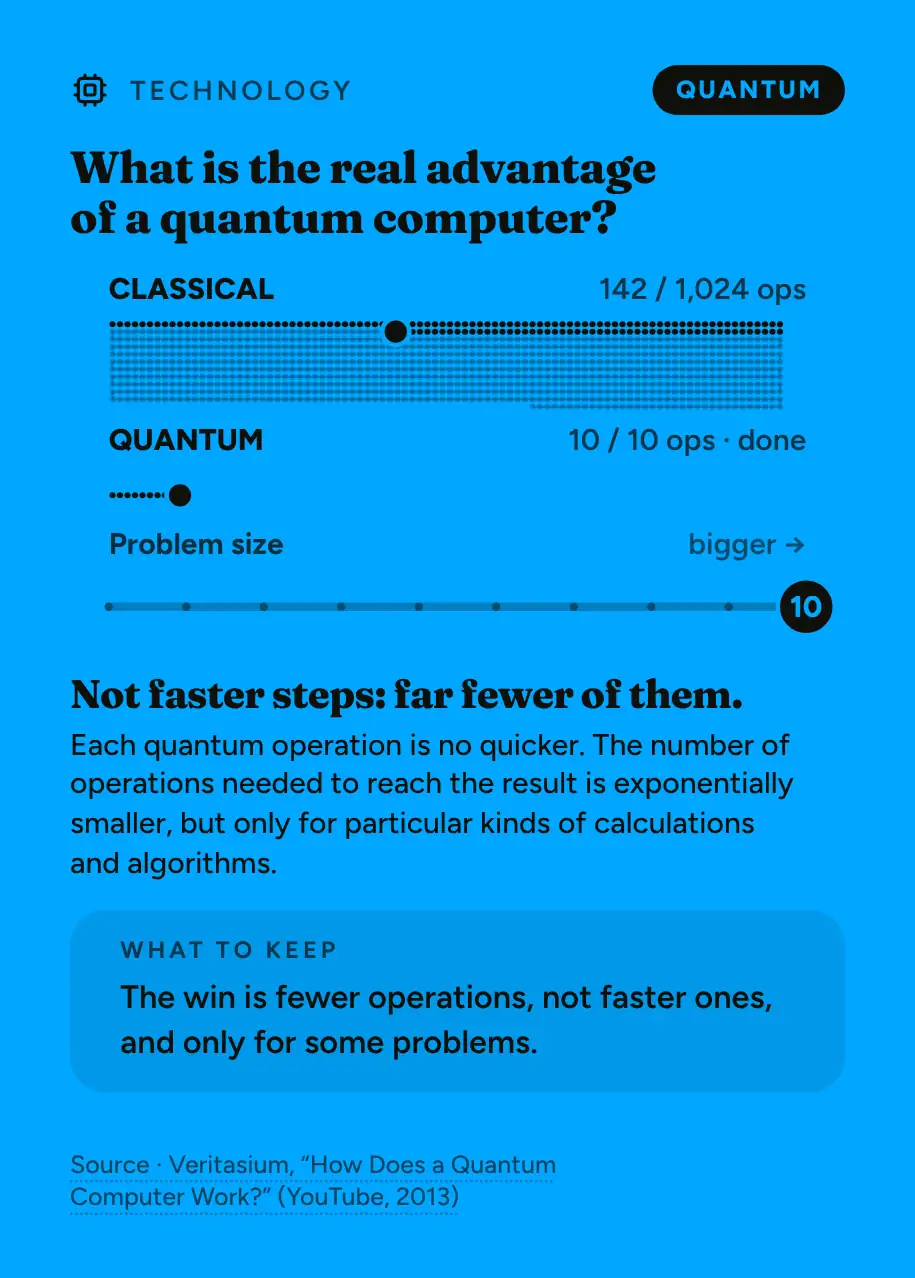 TECHNOLOGY
QUANTUM
What is the real advantage
of a quantum computer?
CLASSICAL
142 / 1,024 ops
QUANTUM
10 / 10 ops · done
Problem size
bigger →
10
Not faster steps: far fewer of them.
Each quantum operation is no quicker. The number of
operations needed to reach the result is exponentially
smaller, but only for particular kinds of calculations
and algorithms.
WHAT TO KEEP
The win is fewer operations, not faster ones,
and only for some problems.
Source · Veritasium, “How Does a Quantum
Computer Work?” (YouTube, 2013)